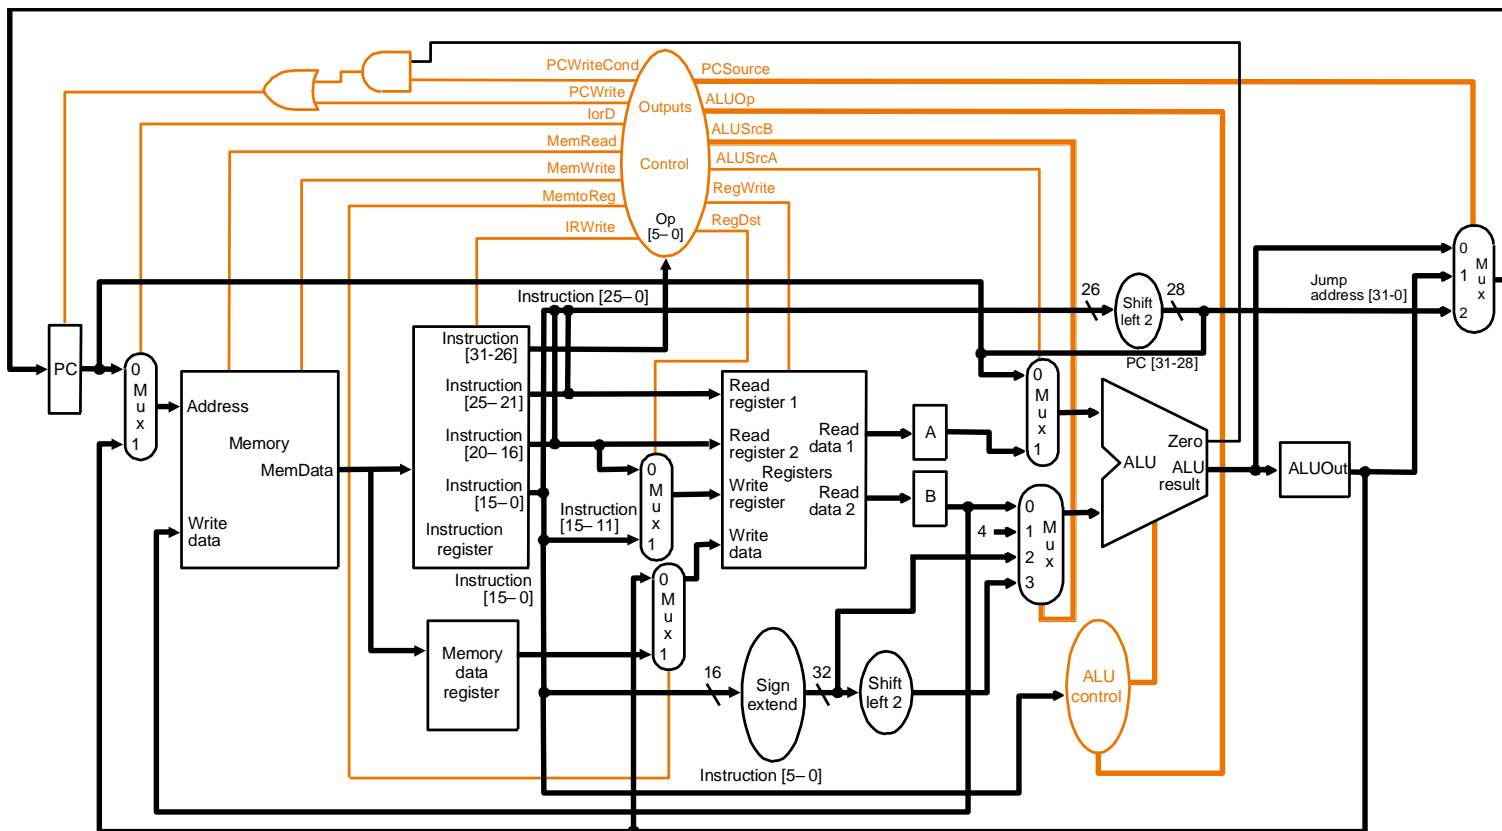 PCWriteCond
PCWrite
IorD
MemRead
MemWrite
MemtoReg
IRWrite
Outputs
Control
Op
[5– 0]
PCSource
ALUOp
ALUSrcB
ALUSrcA
RegWrite
RegDst
PC
0
M
u
x
1
Address
Memory
MemData
Write
data
Instruction [25– 0]
Instruction
[31-26]
Instruction
[25– 21]
Instruction
[20– 16]
Instruction
[15– 0]
Instruction
register
Instruction
[15– 0]
Memory
data
register
Instruction
[15– 11]
0
M
u
x
1
0
M
u
x
1
Read
register 1
Read
register 2
Registers
Write
register
Write
data
Read
data 1
Read
data 2
16
Sign
extend
32
Shift
left 2
Instruction [5– 0]
A
B
4
0
M
u
x
1
0
1
2
3
M
u
x
26
Shift
left 2
28
PC [31-28]
Jump
address [31-0]
Zero
ALU
ALU
result
ALUOut
ALU
control
0
1
2
M
u
x